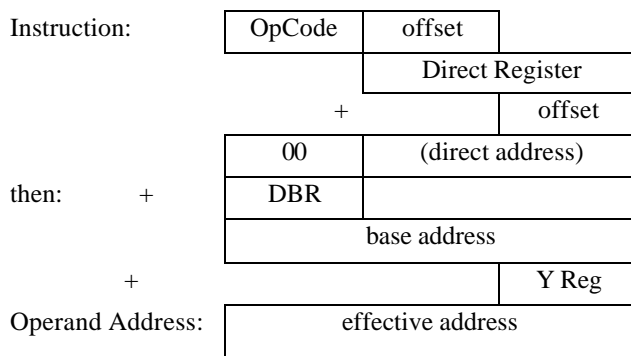 Instruction: OpCode offset
Direct Register
+ offset
00 (direct address)
then: + DBR
base address
+ Y Reg
Operand Address: effective address